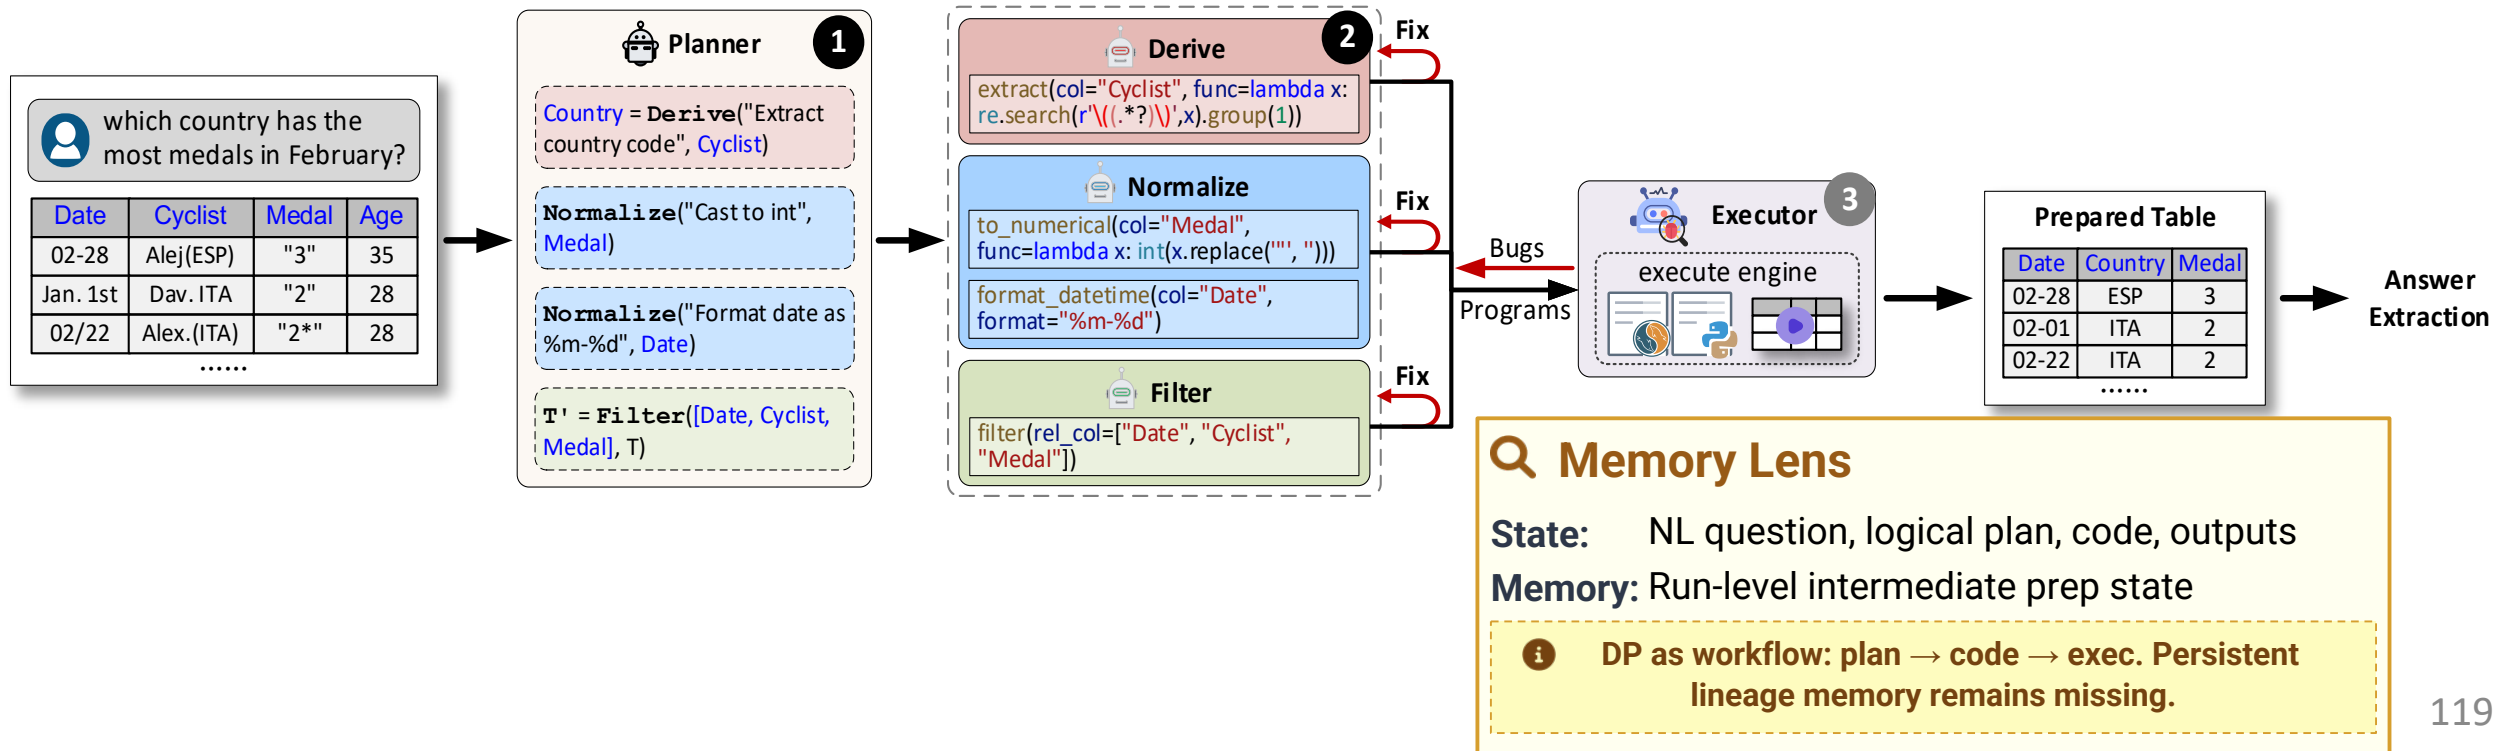 which country has the
most medals in February?
Date Cyclist Medal Age
02-28 Alej(ESP) "3" 35
Jan. 1st Dav. ITA "2" 28
02/22 Alex.(ITA) "2*" 28
......
Planner
1
Country = Derive("Extract
country code", Cyclist)
Normalize("Cast to int",
Medal)
Normalize("Format date as
%m-%d", Date)
T' = Filter([Date, Cyclist,
Medal], T)
Derive
2
extract(col="Cyclist", func=lambda x:
re.search(r'\((.*?)\)',x).group(1))
Normalize
to_numerical(col="Medal",
func=lambda x: int(x.replace('"', '')))
format_datetime(col="Date",
format="%m-%d")
Filter
filter(rel_col=["Date", "Cyclist",
"Medal"])
Fix
Fix
Fix
Bugs
Programs
Executor
3
execute engine
Prepared Table
Date Country Medal
02-28 ESP 3
02-01 ITA 2
02-22 ITA 2
......
Answer
Extraction
Memory Lens
State: NL question, logical plan, code, outputs
Memory: Run-level intermediate prep state
DP as workflow: plan → code → exec. Persistent
lineage memory remains missing.
119